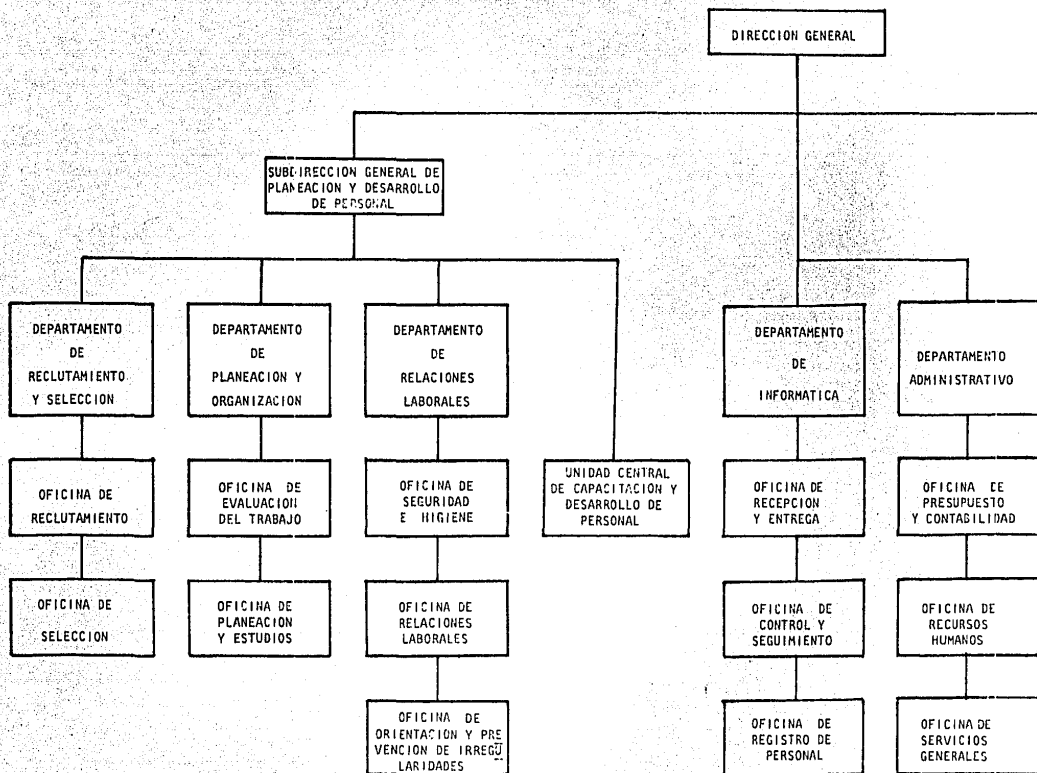 DIRECCION GENERAL
SUBDIRECCION GENERAL DE
PLANEACION Y DESARROLLO
DE PERSONAL
DEPARTAMENTO
DE
RECLUTAMIENTO
Y SELECCION
DEPARTAMENTO
DE
PLANEACION Y
ORGANIZACION
DEPARTAMENTO
DE
RELACIONES
LABORALES
DEPARTAMENTO
DE
INFORMATICA
DEPARTAMENTO
ADMINISTRATIVO
OFICINA DE
RECLUTAMIENTO
OFICINA DE
EVALUACION
DEL TRABAJO
OFICINA DE
SEGURIDAD
E HIGIENE
UNIDAD CENTRAL
DE CAPACITACION Y
DESARROLLO DE
PERSONAL
OFICINA DE
RECEPCION
Y ENTREGA
OFICINA DE
PRESUPUESTO
Y CONTABILIDAD
OFICINA DE
SELECCION
OFICINA DE
PLANEACION
Y ESTUDIOS
OFICINA DE
RELACIONES
LABORALES
OFICINA DE
CONTROL Y
SEGUIMIENTO
OFICINA DE
RECURSOS
HUMANOS
OFICINA DE
ORIENTACION Y PRE
VENCION DE IRREGU
LARIDADES
OFICINA DE
REGISTRO DE
PERSONAL
OFICINA DE
SERVICIOS
GENERALES